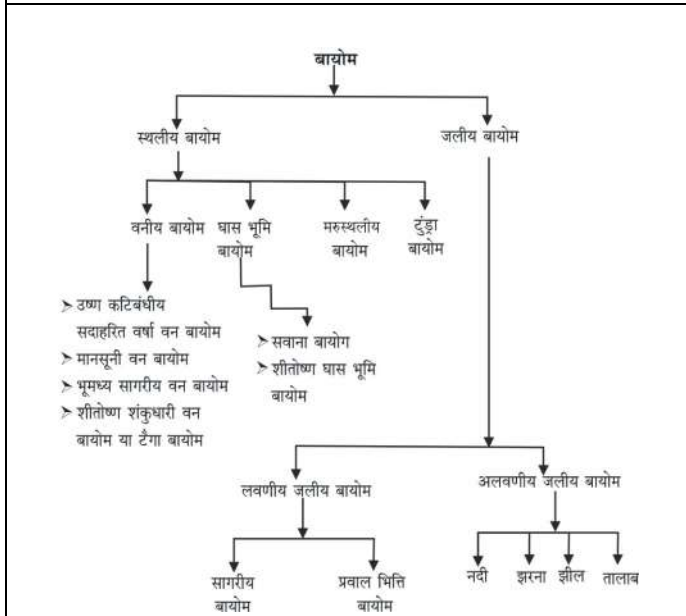 बायोम
स्थलीय बायोम
जलीय बायोम
वनीय बायोम
घास भूमि
बायोम
मरुस्थलीय
बायोम
टुंड्रा
बायोम
➢ उष्ण कटिबंधीय
सदाहरित वर्षा वन बायोम
➢ मानसूनी वन बायोम
➢ भूमध्य सागरीय वन बायोम
➢ शीतोष्ण शंकुधारी वन
बायोम या टैगा बायोम
➢ सवाना बायोग
➢ शीतोष्ण घास भूमि
बायोम
लवणीय जलीय बायोम
अलवणीय जलीय बायोम
सागरीय
बायोम
प्रवाल भित्ति
बायोम
नदी
झरना
झील
तालाब